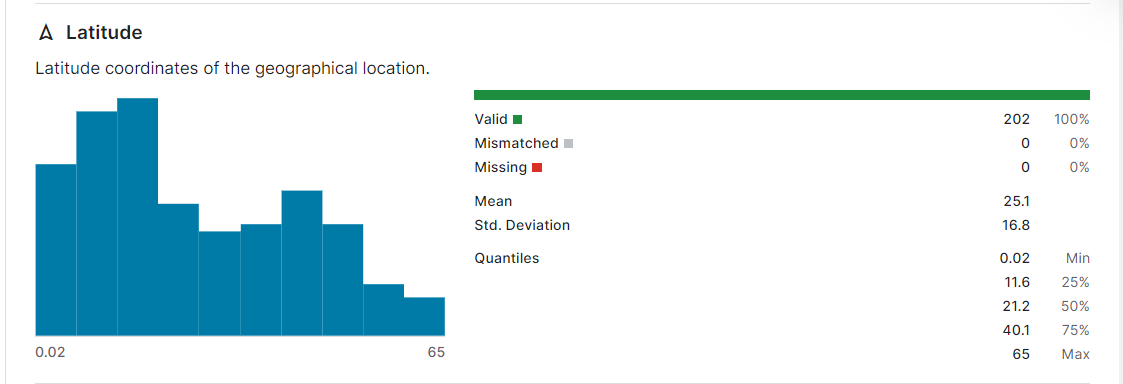 Latitude
Latitude coordinates of the geographical location.
0.02 65
Valid 202 100%
Mismatched 0 0%
Missing 0 0%
Mean 25.1
Std. Deviation 16.8
Quantiles 0.02 Min
11.6 25%
21.2 50%
40.1 75%
65 Max